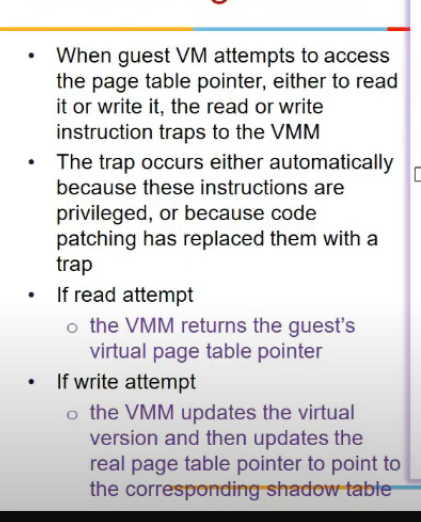 • When guest VM attempts to access
the page table pointer, either to read
it or write it, the read or write
instruction traps to the VMM
• The trap occurs either automatically
because these instructions are
privileged, or because code
patching has replaced them with a
trap
• If read attempt
o the VMM returns the guest's
virtual page table pointer
• If write attempt
o the VMM updates the virtual
version and then updates the
real page table pointer to point to
the corresponding shadow table